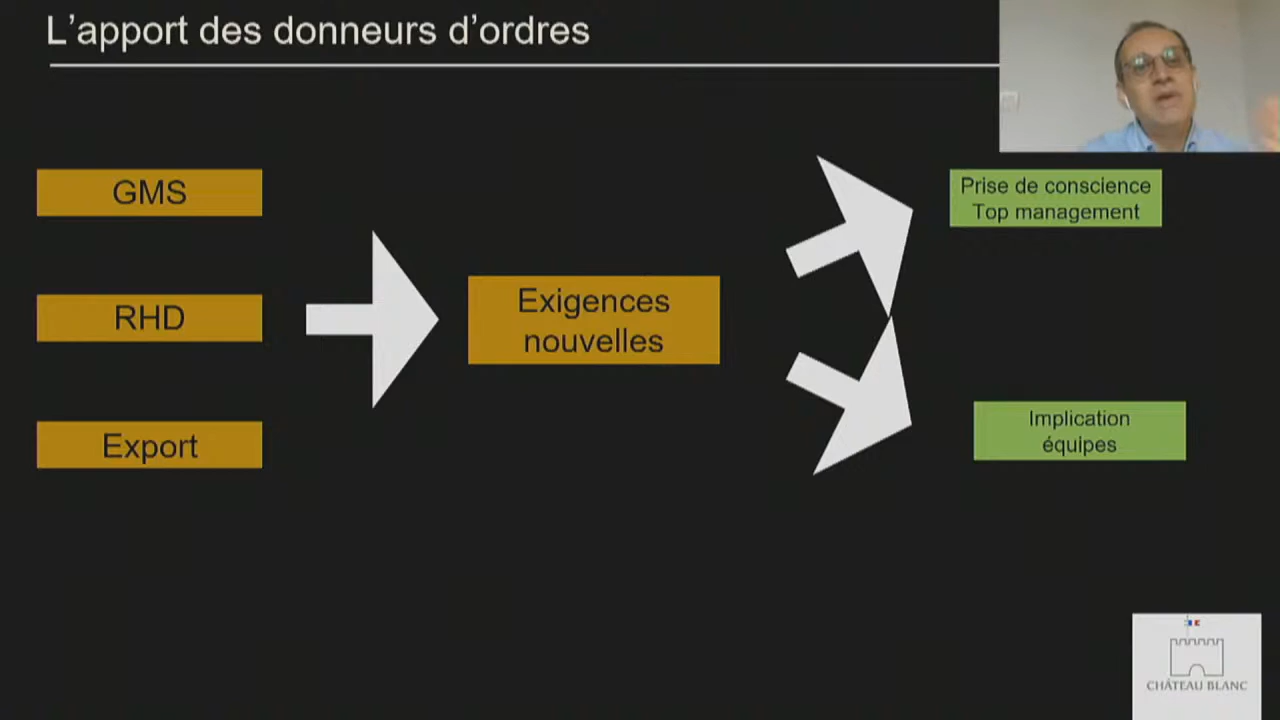 L’apport des donneurs d’ordres
GMS
RHD
Export
Exigences
nouvelles
Prise de conscience
Top management
Implication
équipes
CHÂTEAU BLANC